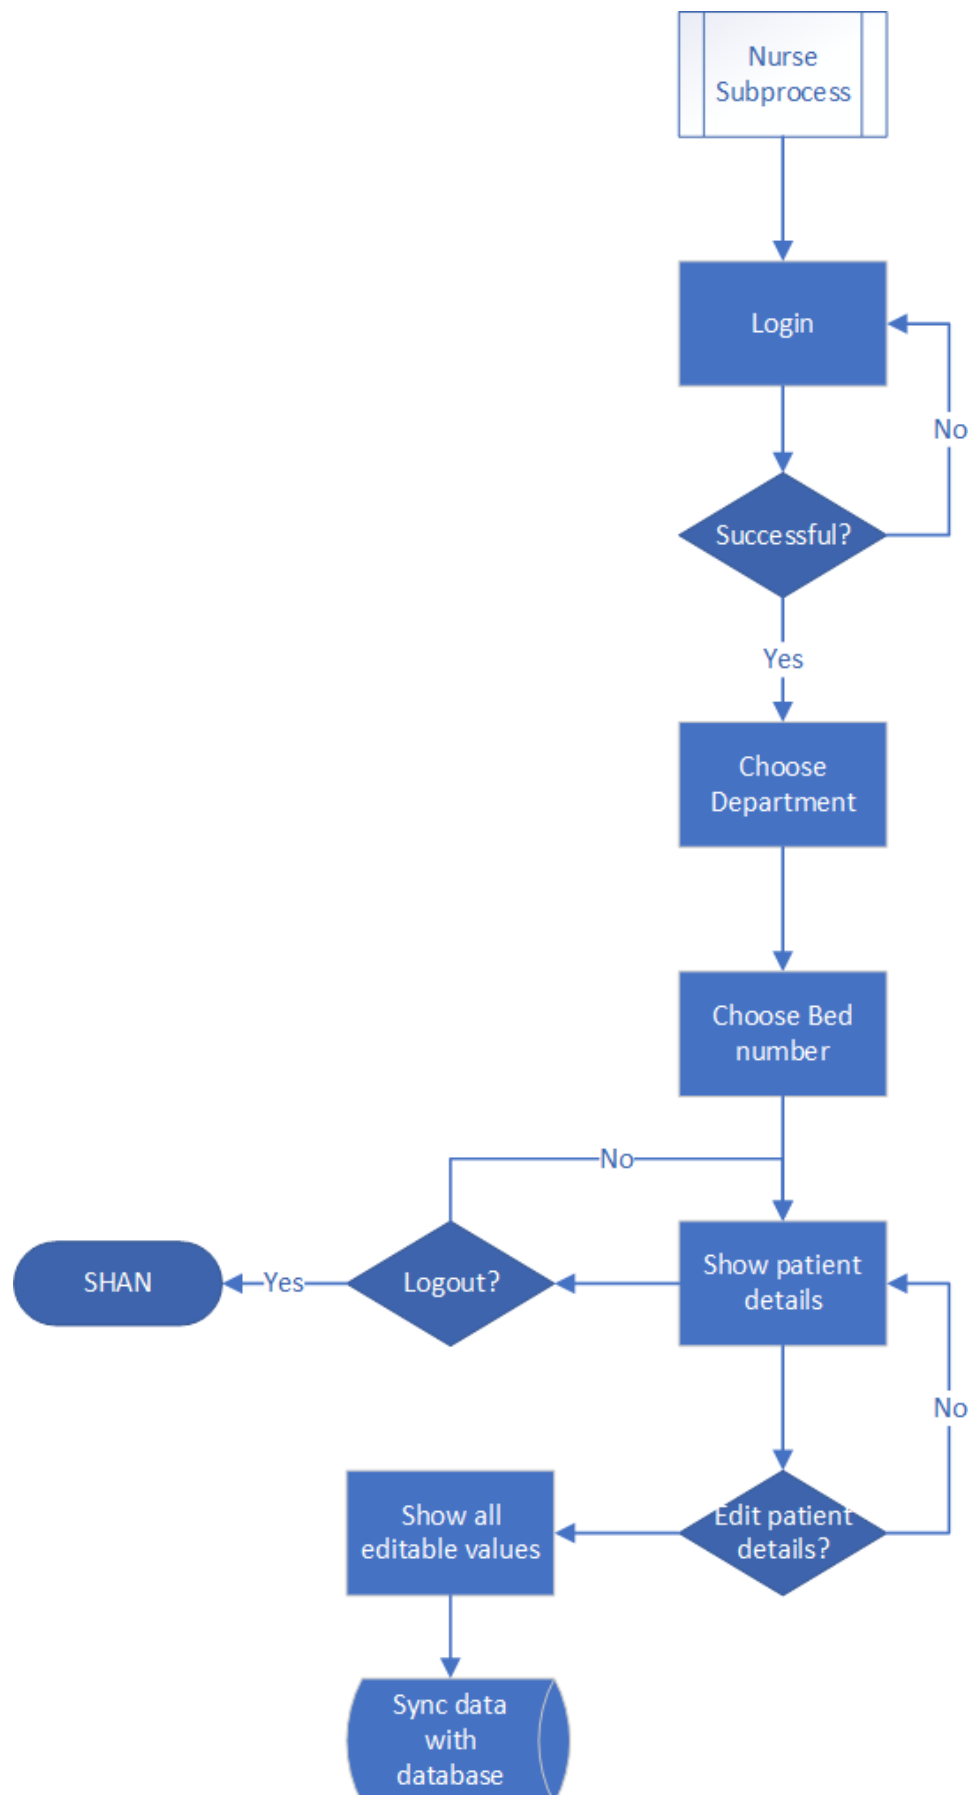 Nurse
Subprocess
Login
No
Successful?
Yes
Choose
Department
Choose Bed
number
No
SHAN
Yes
Logout?
Show patient
details
No
Show all
editable values
Edit patient
details?
Sync data
with
database